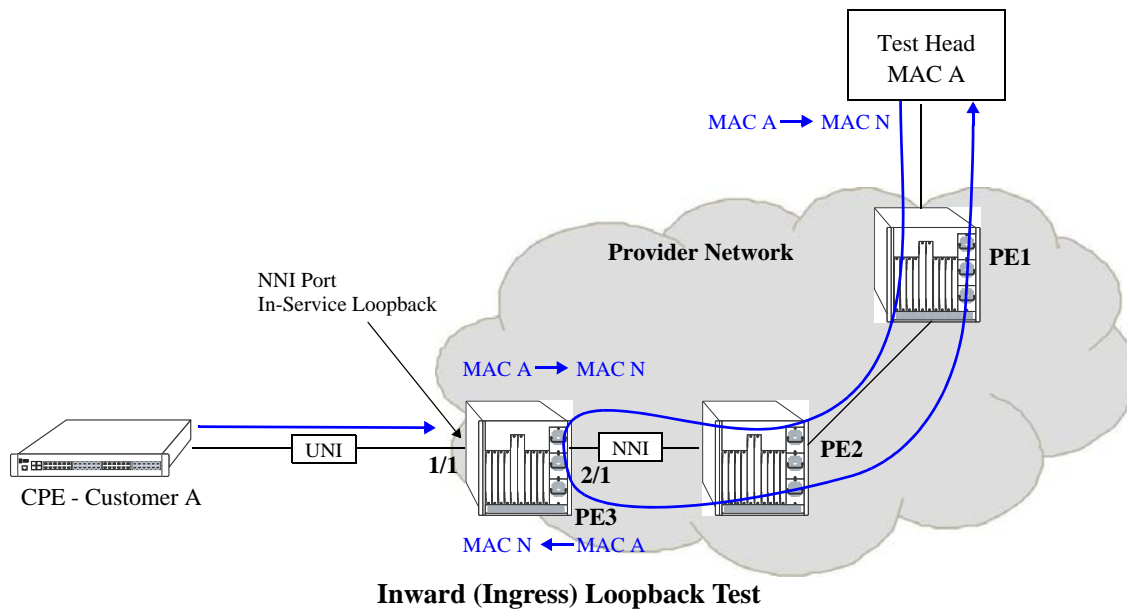 Test Head
MAC A
MAC A MAC N
Provider Network
PE1
NNI Port
In-Service Loopback
MAC A MAC N
UNI
NNI
PE2
1/1
2/1
CPE - Customer A
PE3
MAC N MAC A
Inward (Ingress) Loopback Test